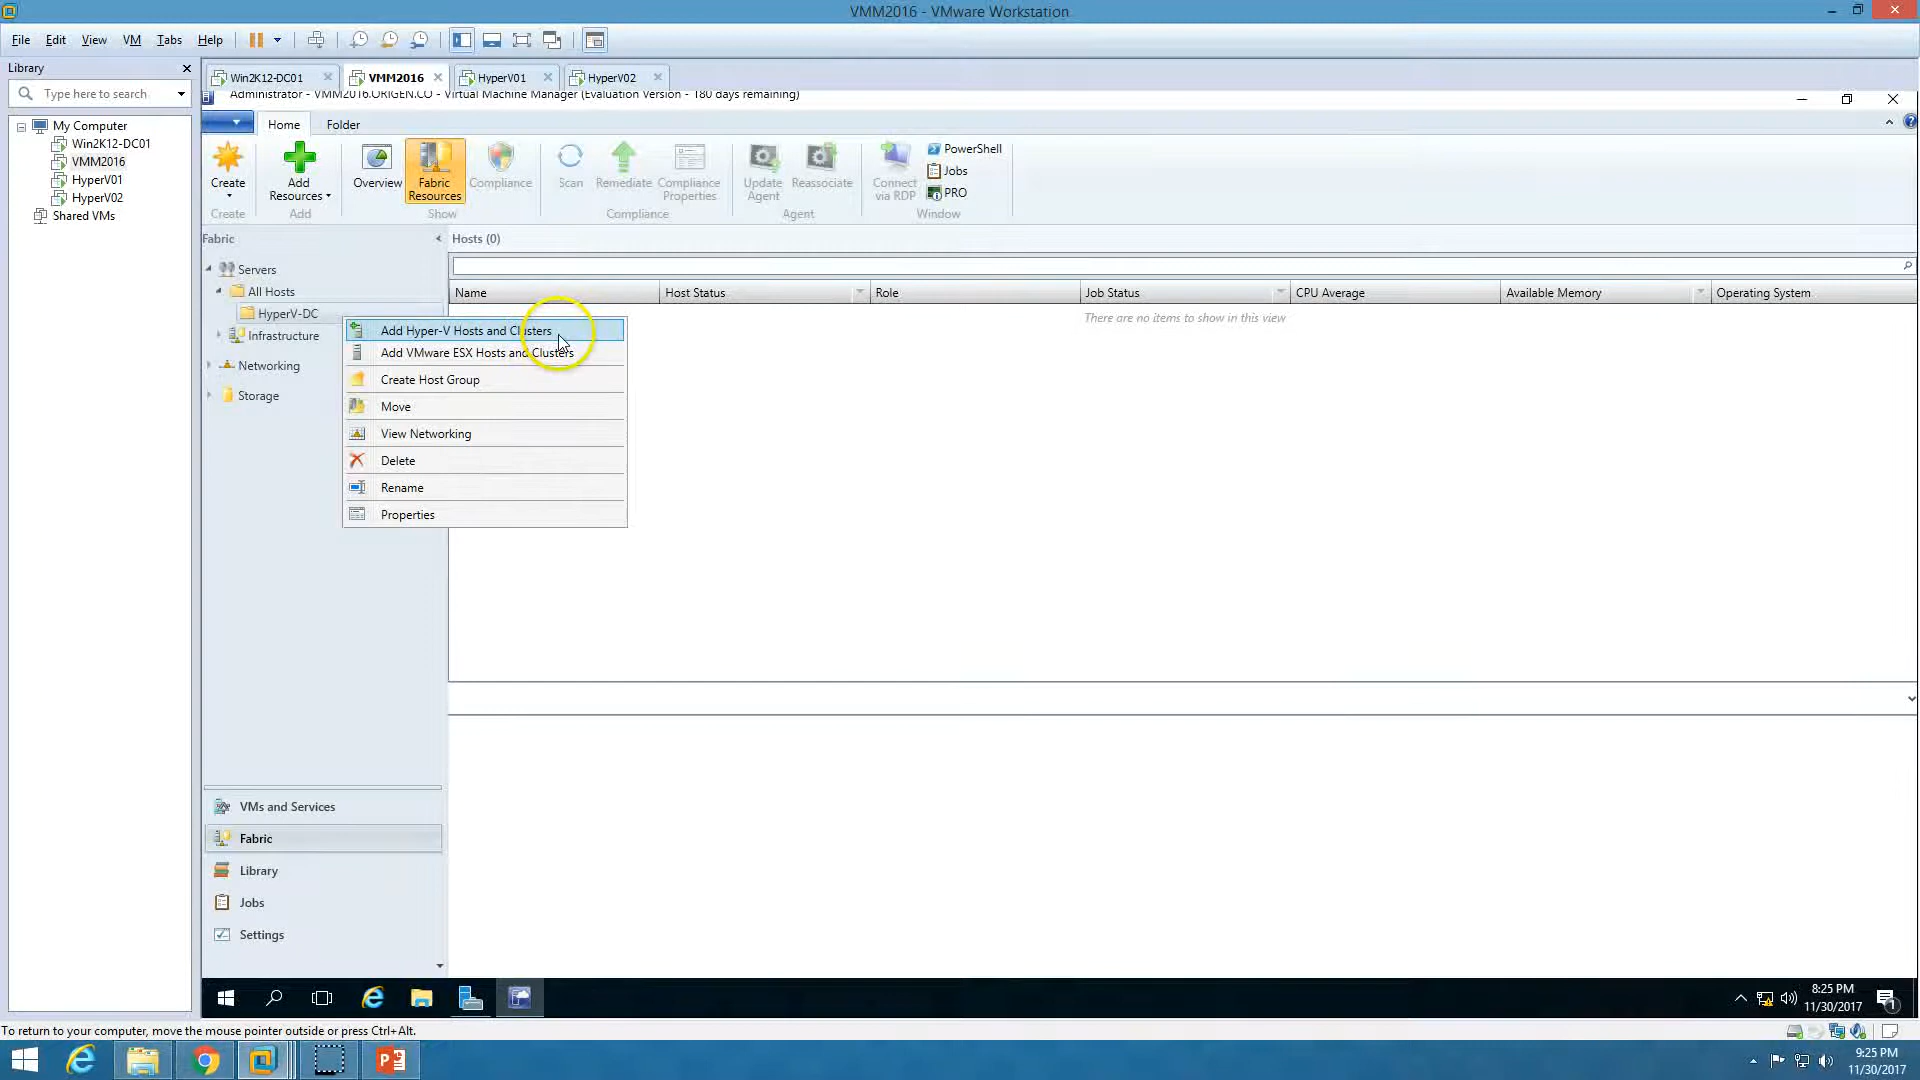 VMM2016 - VMware Workstation
File Edit View VM Tabs Help
Library
Type here to search
My Computer
Win2K12-DC01
VMM2016
HyperV01
HyperV02
Shared VMs
Win2K12-DC01 VMM2016 HyperV01 HyperV02
Administrator - VMM2016.ORIGEN.CO - Virtual Machine Manager (Evaluation Version - 180 days remaining)
Home Folder
Create
Create
Add Resources
Add
Overview
Fabric Resources
Compliance
Show
Scan
Remediate
Compliance Properties
Compliance
Update Agent
Reassociate
Agent
Connect via RDP
PowerShell
Jobs
PRO
Window
Fabric
Servers
All Hosts
HyperV-DC
Infrastructure
Networking
Storage
Hosts (0)
Name Host Status Role Job Status CPU Average Available Memory Operating System
There are no items to show in this view
Add Hyper-V Hosts and Clusters
Add VMware ESX Hosts and Clusters
Create Host Group
Move
View Networking
Delete
Rename
Properties
VMs and Services
Fabric
Library
Jobs
Settings
8:25 PM
11/30/2017
1
To return to your computer, move the mouse pointer outside or press Ctrl+Alt.
9:25 PM
11/30/2017